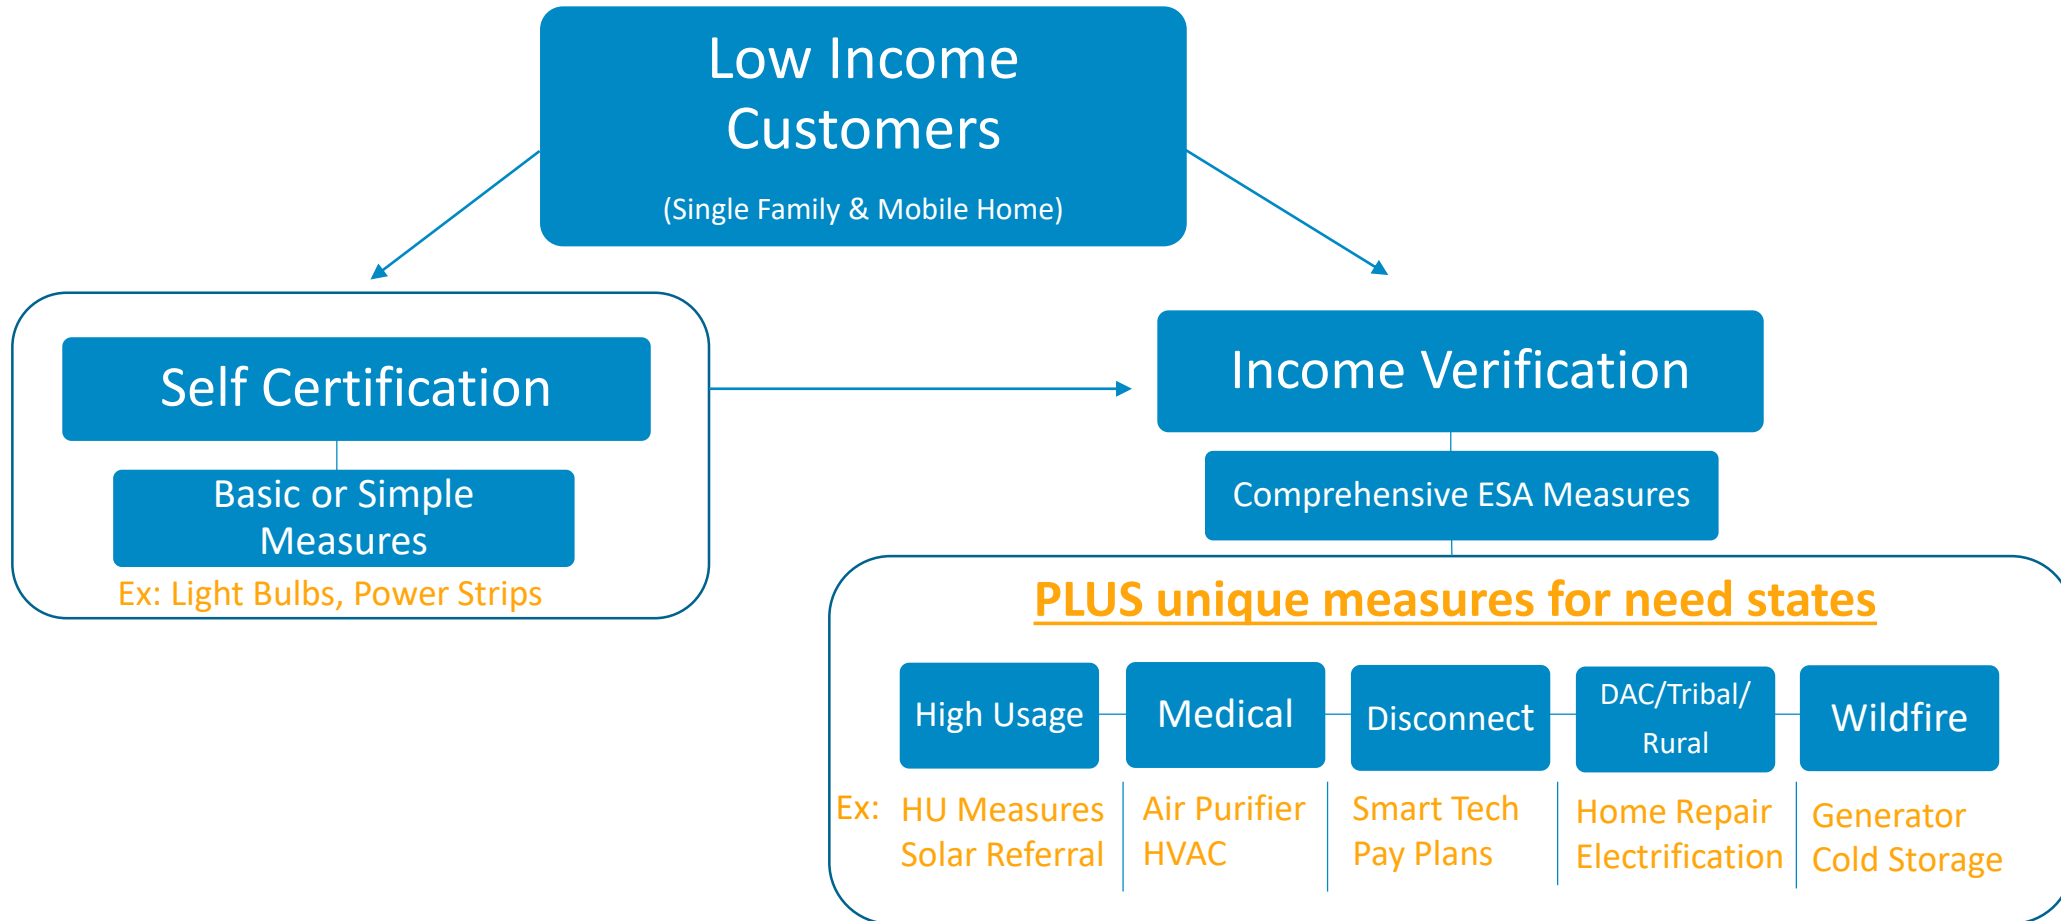 Low Income
Customers
(Single Family & Mobile Home)
Self Certification
Basic or Simple
Measures
Ex: Light Bulbs, Power Strips
Income Verification
Comprehensive ESA Measures
PLUS unique measures for need states
High Usage
Medical
Disconnect
DAC/Tribal/
Rural
Wildfire
Ex:
HU Measures
Solar Referral
Air Purifier
HVAC
Smart Tech
Pay Plans
Home Repair
Electrification
Generator
Cold Storage